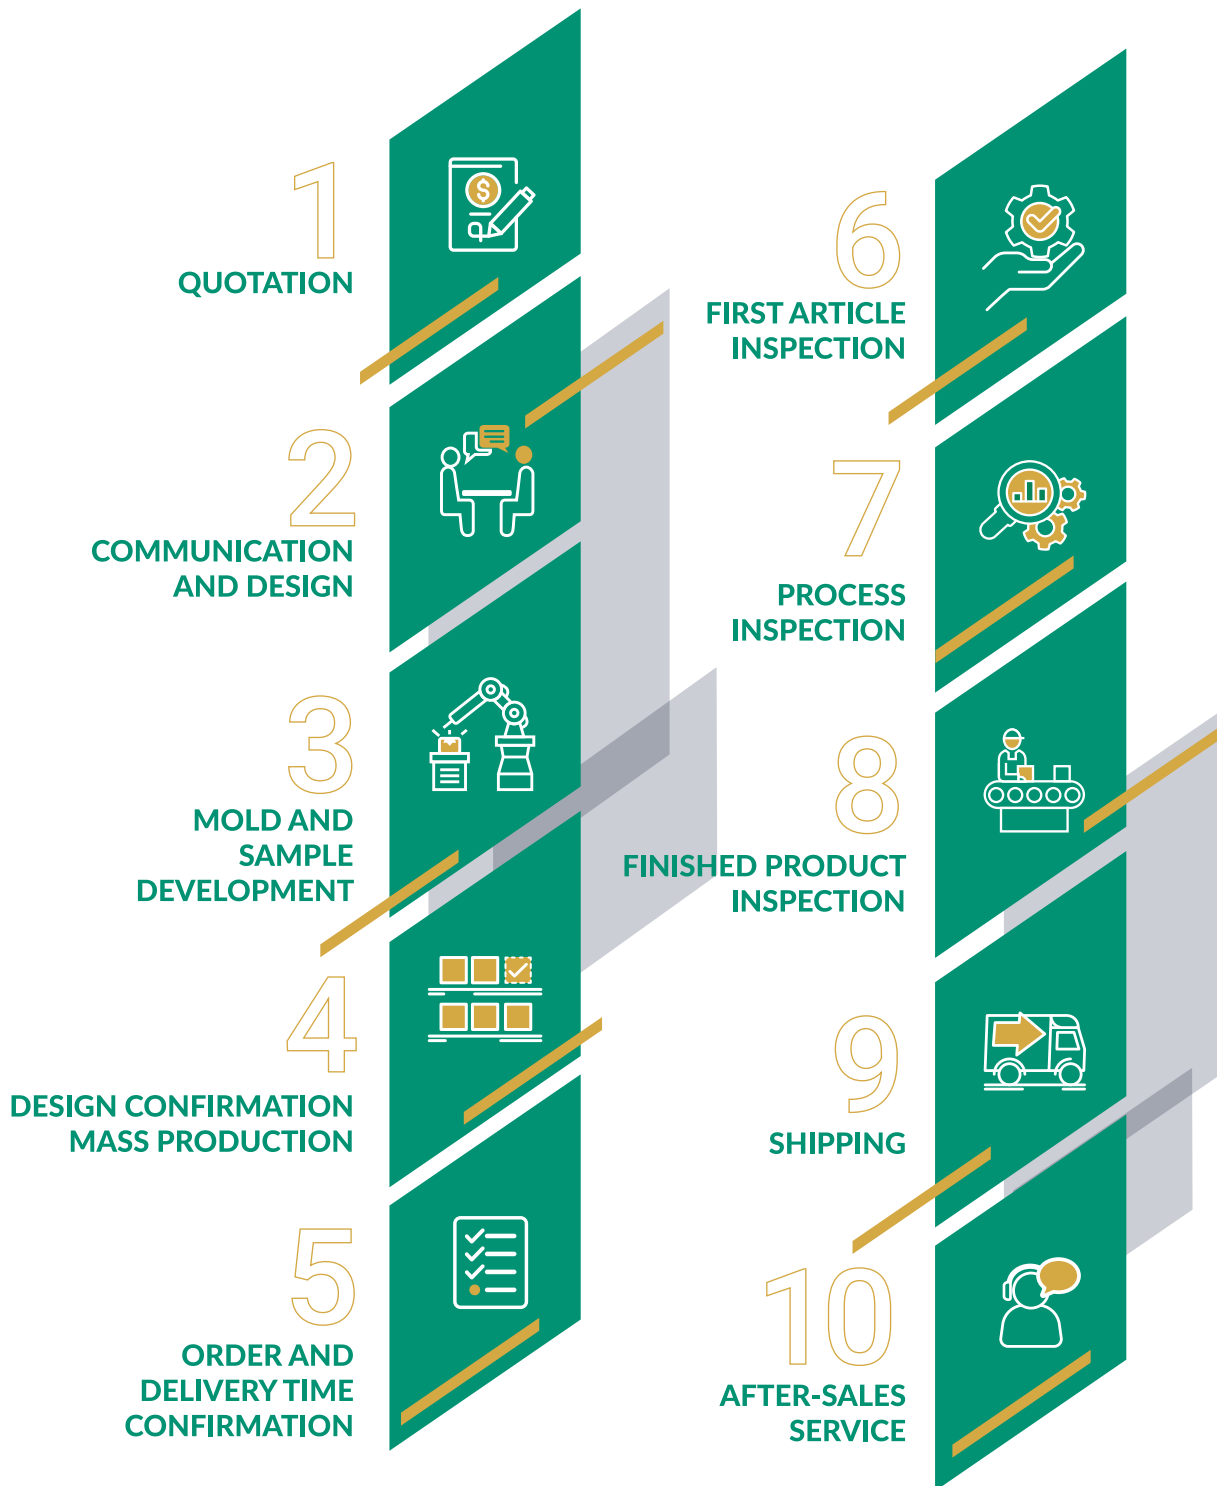 1
QUOTATION
2
COMMUNICATION
AND DESIGN
3
MOLD AND
SAMPLE
DEVELOPMENT
4
DESIGN CONFIRMATION
MASS PRODUCTION
5
ORDER AND
DELIVERY TIME
CONFIRMATION
6
FIRST ARTICLE
INSPECTION
7
PROCESS
INSPECTION
8
FINISHED PRODUCT
INSPECTION
9
SHIPPING
10
AFTER-SALES
SERVICE